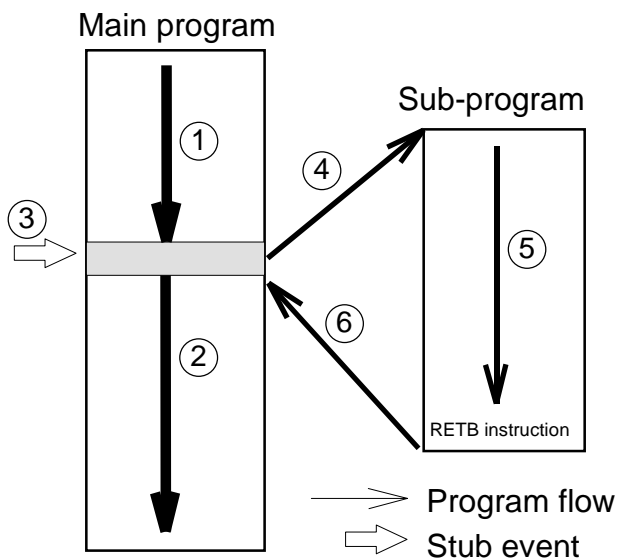 Main program
Sub-program
①
④
③
⑤
⑥
②
RETB instruction
Program flow
Stub event